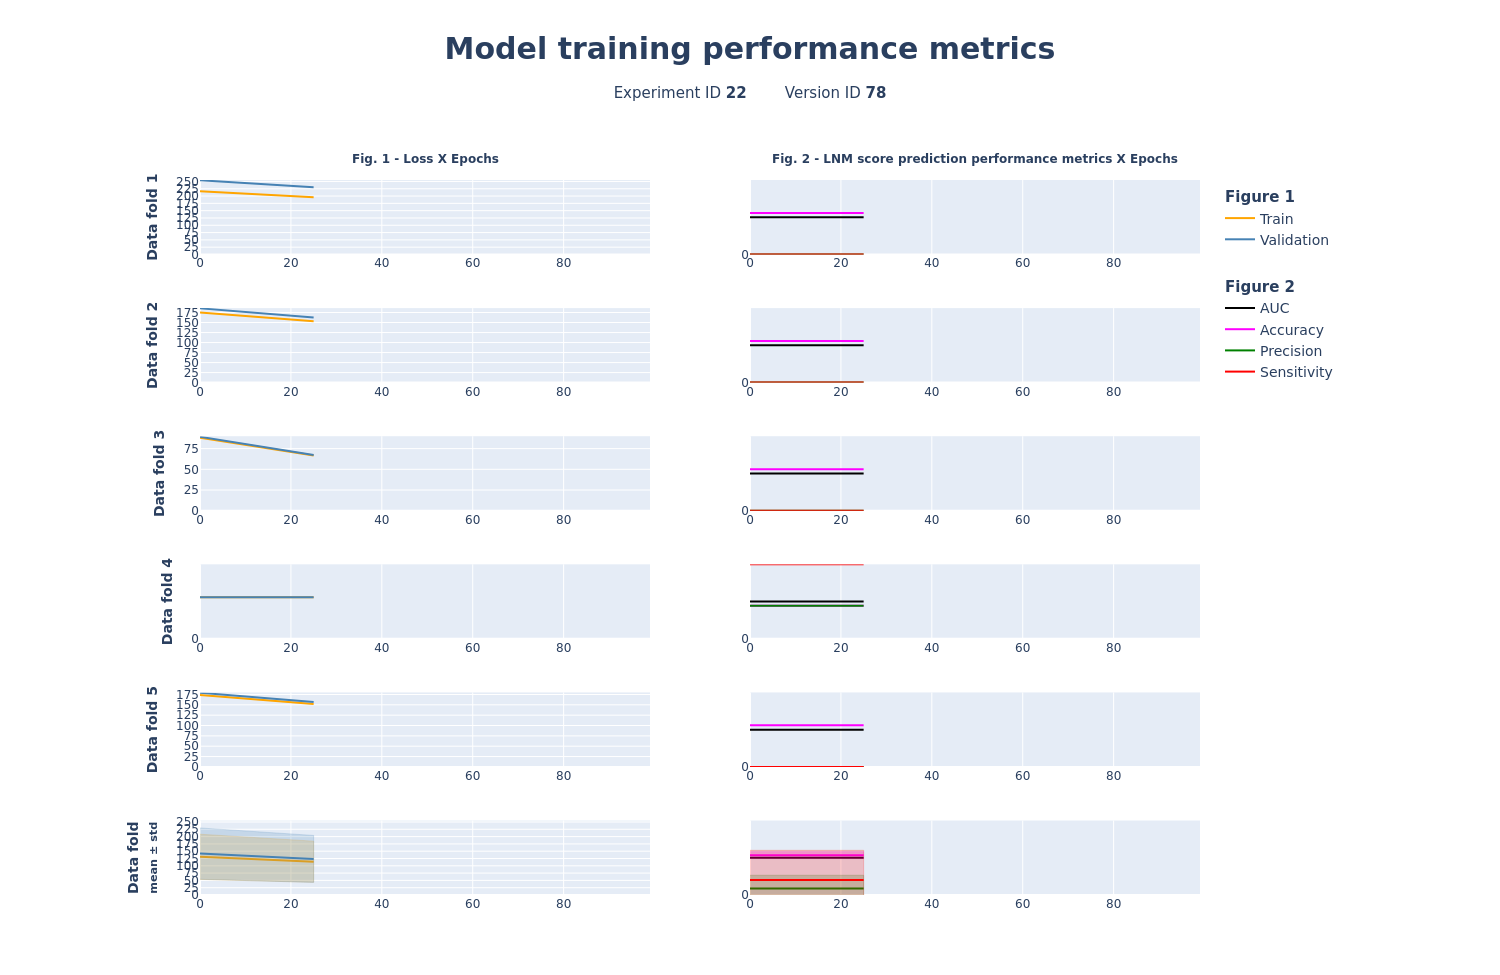 Model training performance metrics
Experiment ID 22 Version ID 78
Fig. 1 - Loss X Epochs
Fig. 2 - LNM score prediction performance metrics X Epochs
Data fold 1
250
225
200
175
150
125
100
75
50
25
0
0 20 40 60 80
0
0 20 40 60 80
Figure 1
Train
Validation
Figure 2
AUC
Accuracy
Precision
Sensitivity
Data fold 2
175
150
125
100
75
50
25
0
0 20 40 60 80
0
0 20 40 60 80
Data fold 3
75
50
25
0
0 20 40 60 80
0
0 20 40 60 80
Data fold 4
0
0 20 40 60 80
0
0 20 40 60 80
Data fold 5
175
150
125
100
75
50
25
0
0 20 40 60 80
0
0 20 40 60 80
Data fold
mean ± std
250
225
200
175
150
125
100
75
50
25
0
0 20 40 60 80
0
0 20 40 60 80